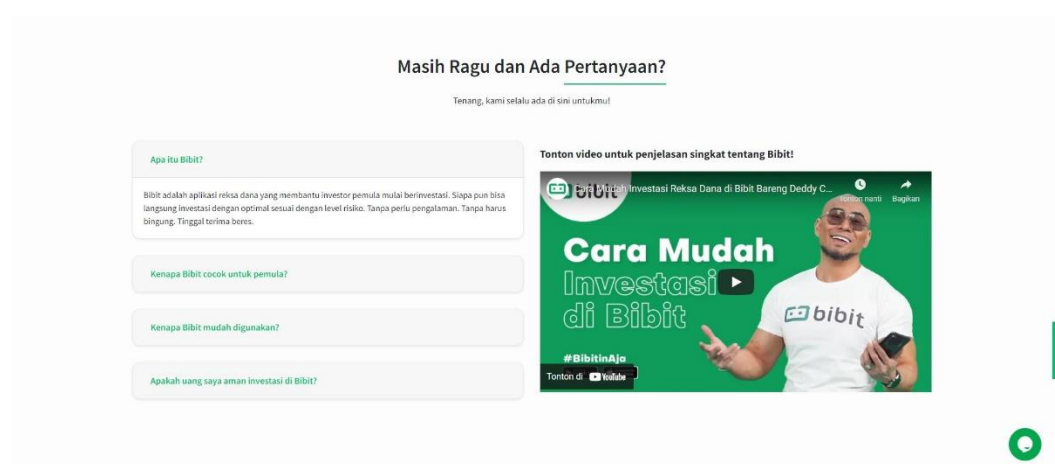 Masih Ragu dan Ada Pertanyaan?
Tenang, kami selalu ada di sini untukmu!
Apa itu Bibit?
Bibit adalah aplikasi reksa dana yang membantu investor pemula mulai berinvestasi. Siapa pun bisa
langsung investasi dengan optimal sesuai dengan level risiko. Tanpa perlu pengalaman. Tanpa harus
bingung. Tinggal terima beres.
Kenapa Bibit cocok untuk pemula?
Kenapa Bibit mudah digunakan?
Apakah uang saya aman investasi di Bibit?
Tonton video untuk penjelasan singkat tentang Bibit!
Cara Mudah Investasi Reksa Dana di Bibit Bareng Deddy C...
Tonton nanti
Bagikan
bibit
Cara Mudah
Investasi
di Bibit
bibit
#BibitinAja
Tonton di YouTube